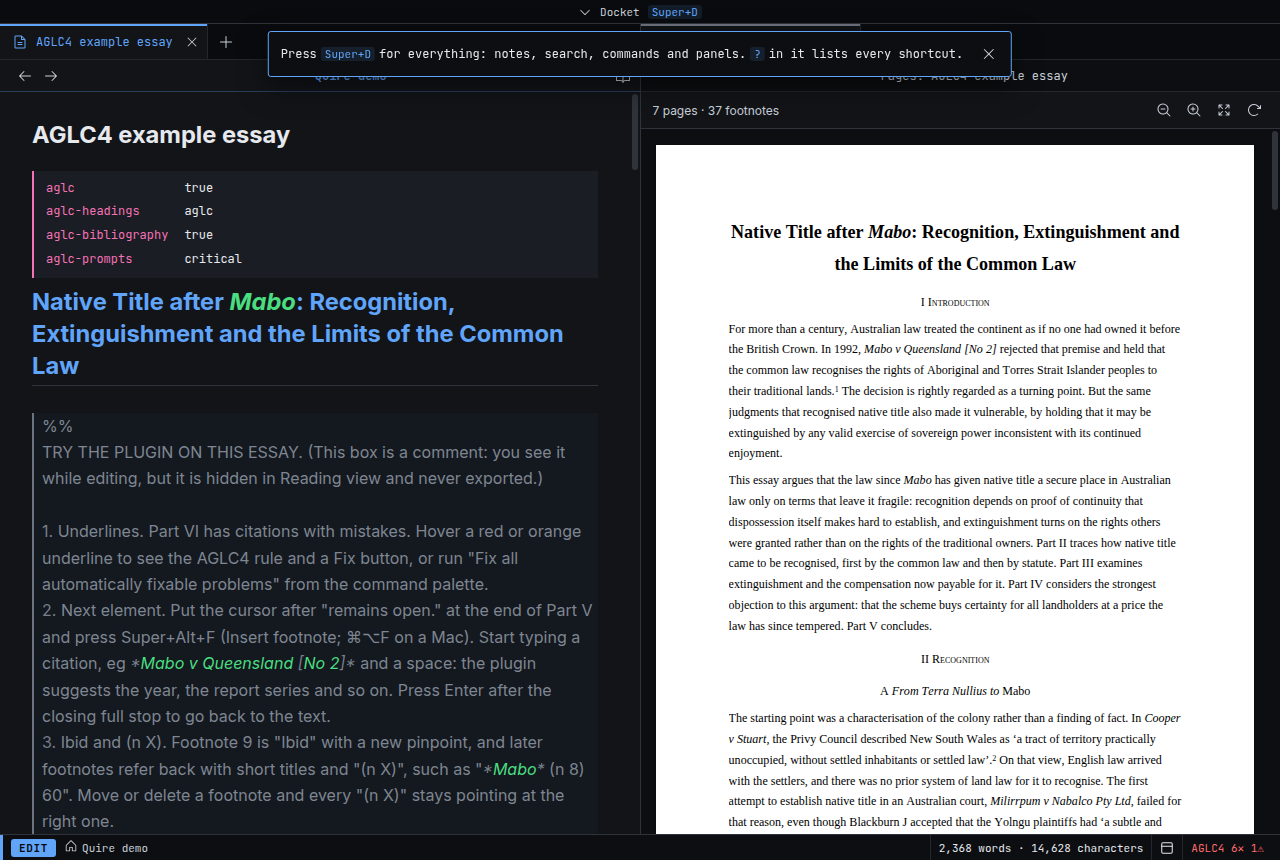 Docket Super+D
AGLC4 example essay
Press Super+D for everything: notes, search, commands and panels. ? in it lists every shortcut.
Quire demo
Pages: AGLC4 example essay
7 pages · 37 footnotes
AGLC4 example essay
aglc true
aglc-headings aglc
aglc-bibliography true
aglc-prompts critical
Native Title after Mabo: Recognition,
Extinguishment and the Limits of the Common
Law
%%
TRY THE PLUGIN ON THIS ESSAY. (This box is a comment: you see it
while editing, but it is hidden in Reading view and never exported.)
1. Underlines. Part VI has citations with mistakes. Hover a red or orange
underline to see the AGLC4 rule and a Fix button, or run "Fix all
automatically fixable problems" from the command palette.
2. Next element. Put the cursor after "remains open." at the end of Part V
and press Super+Alt+F (Insert footnote; ⌘⌥F on a Mac). Start typing a
citation, eg *Mabo v Queensland [No 2]* and a space: the plugin
suggests the year, the report series and so on. Press Enter after the
closing full stop to go back to the text.
3. Ibid and (n X). Footnote 9 is "Ibid" with a new pinpoint, and later
footnotes refer back with short titles and "(n X)", such as "*Mabo* (n 8)
60". Move or delete a footnote and every "(n X)" stays pointing at the
right one.
Native Title after Mabo: Recognition, Extinguishment and
the Limits of the Common Law
I Introduction
For more than a century, Australian law treated the continent as if no one had owned it before
the British Crown. In 1992, Mabo v Queensland [No 2] rejected that premise and held that
the common law recognises the rights of Aboriginal and Torres Strait Islander peoples to
their traditional lands.1 The decision is rightly regarded as a turning point. But the same
judgments that recognised native title also made it vulnerable, by holding that it may be
extinguished by any valid exercise of sovereign power inconsistent with its continued
enjoyment.
This essay argues that the law since Mabo has given native title a secure place in Australian
law only on terms that leave it fragile: recognition depends on proof of continuity that
dispossession itself makes hard to establish, and extinguishment turns on the rights others
were granted rather than on the rights of the traditional owners. Part II traces how native title
came to be recognised, first by the common law and then by statute. Part III examines
extinguishment and the compensation now payable for it. Part IV considers the strongest
objection to this argument: that the scheme buys certainty for all landholders at a price the
law has since tempered. Part V concludes.
II Recognition
A From Terra Nullius to Mabo
The starting point was a characterisation of the colony rather than a finding of fact. In Cooper
v Stuart, the Privy Council described New South Wales as ‘a tract of territory practically
unoccupied, without settled inhabitants or settled law’.2 On that view, English law arrived
with the settlers, and there was no prior system of land law for it to recognise. The first
attempt to establish native title in an Australian court, Milirrpum v Nabalco Pty Ltd, failed for
that reason, even though Blackburn J accepted that the Yolngu plaintiffs had ‘a subtle and
EDIT Quire demo
2,368 words · 14,628 characters
AGLC4 6× 1⚠